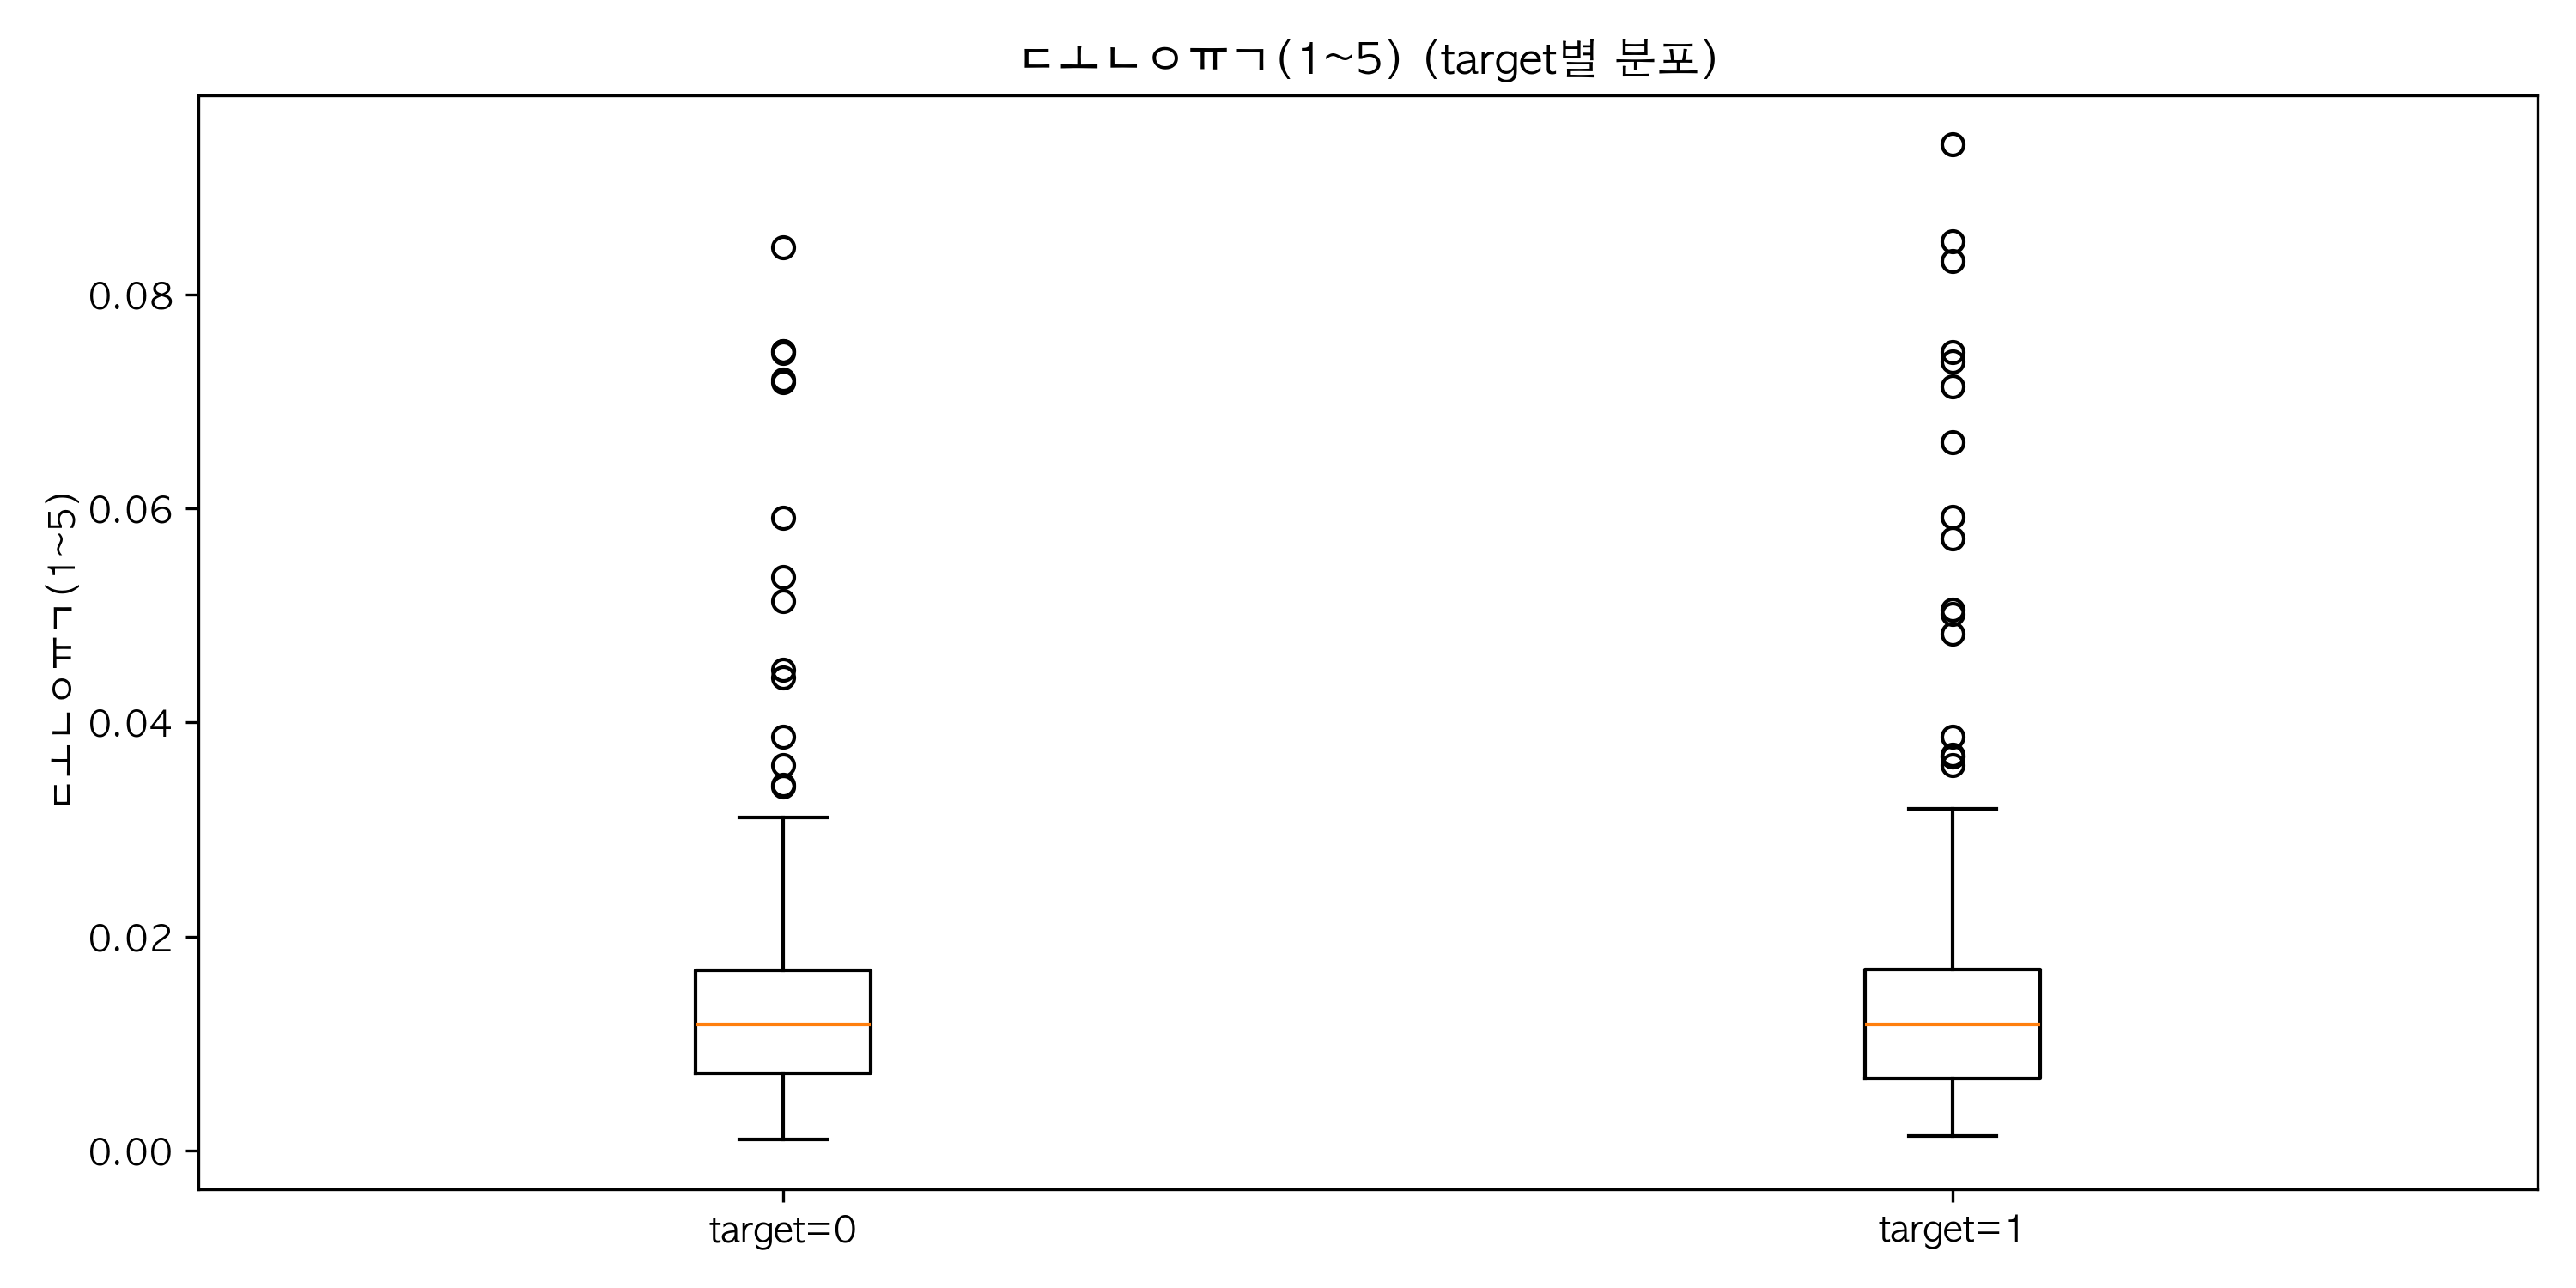 ㄷㅗㄴㅇㅠㄱ(1~5) (target별 분포)
ㄷㅗㄴㅇㅠㄱ(1~5)
0.08
0.06
0.04
0.02
0.00
target=0
target=1